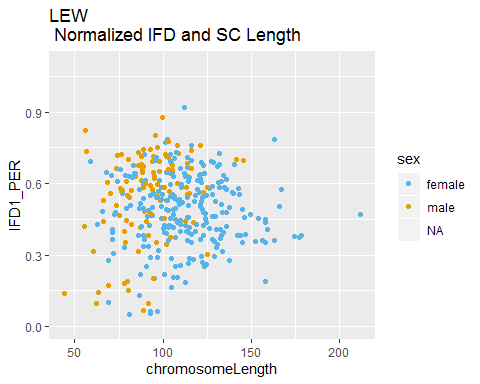 LEW
Normalized IFD and SC Length
IFD1_PER
0.9
0.6
0.3
0.0
50
100
150
200
chromosomeLength
sex
female
male
NA